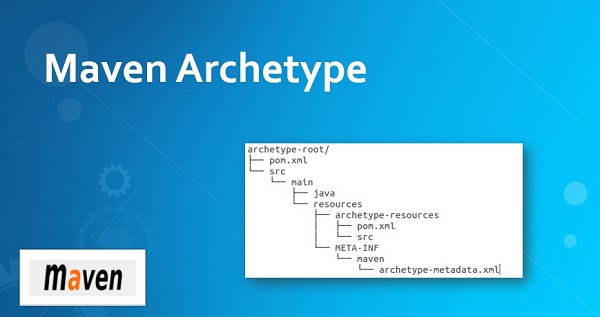 Maven Archetype
archetype-root/
├── pom.xml
└── src
    └── main
        ├── java
        └── resources
            ├── archetype-resources
            │   ├── pom.xml
            │   └── src
            └── META-INF
                └── maven
                    └── archetype-metadata.xml
maven